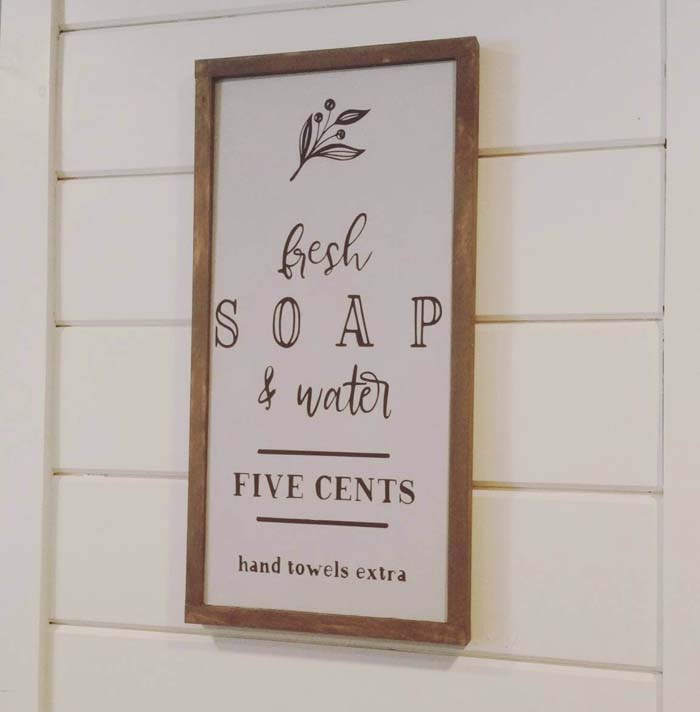 fresh
SOAP
& water
FIVE CENTS
hand towels extra